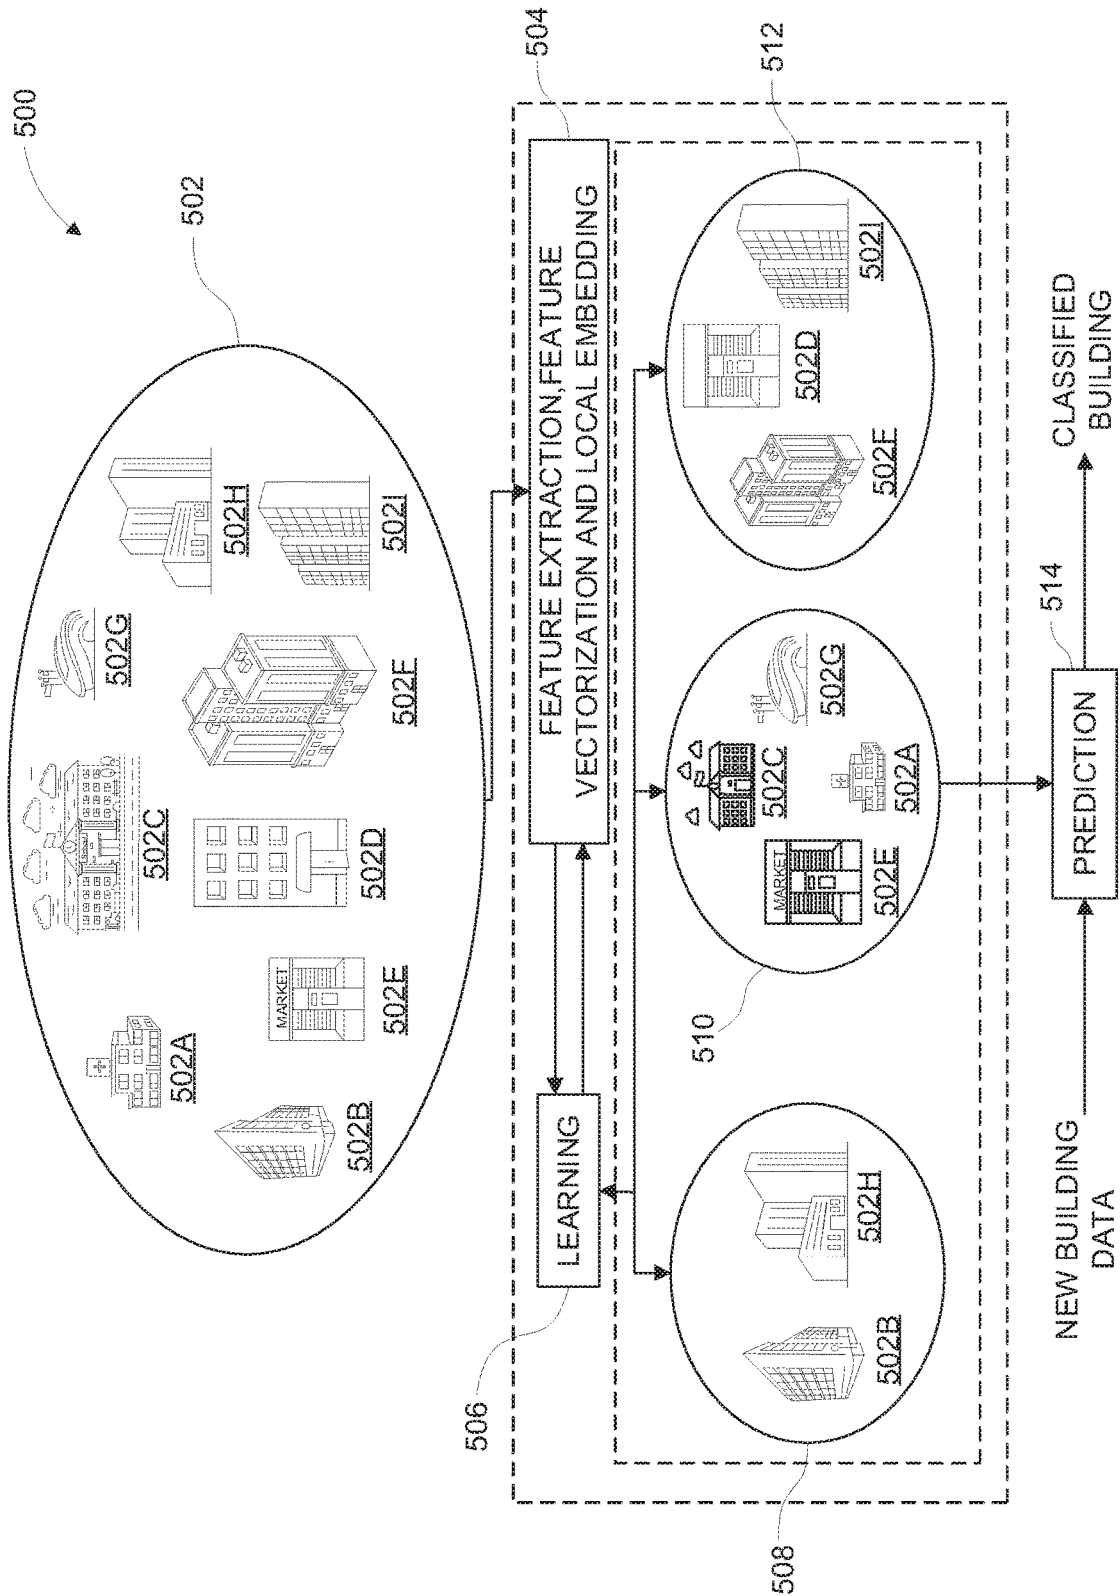 500
502
502A
502C
502G
502H
502B
MARKET
502E
502D
502F
502I
504
FEATURE EXTRACTION,FEATURE
VECTORIZATION AND LOCAL EMBEDDING
506
LEARNING
508
502B
502H
510
MARKET
502E
502C
502A
502G
512
502F
502D
502I
NEW BUILDING
DATA
514
PREDICTION
CLASSIFIED
BUILDING